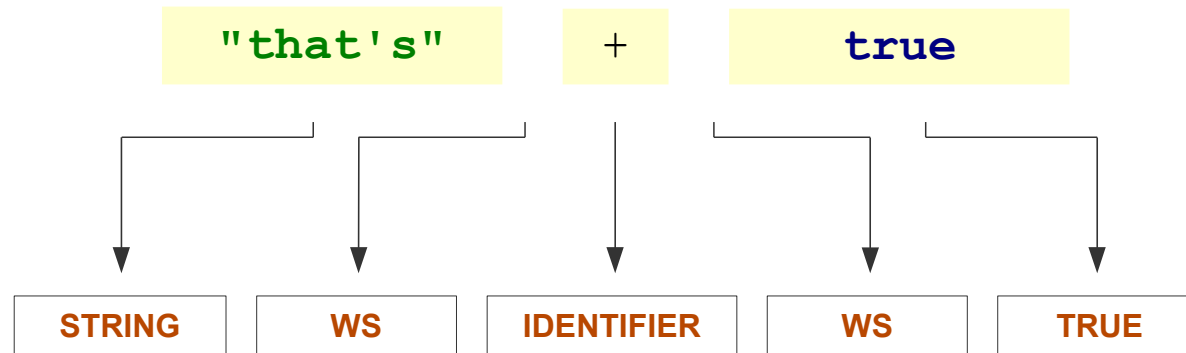 "that's" + true
STRING WS IDENTIFIER WS TRUE